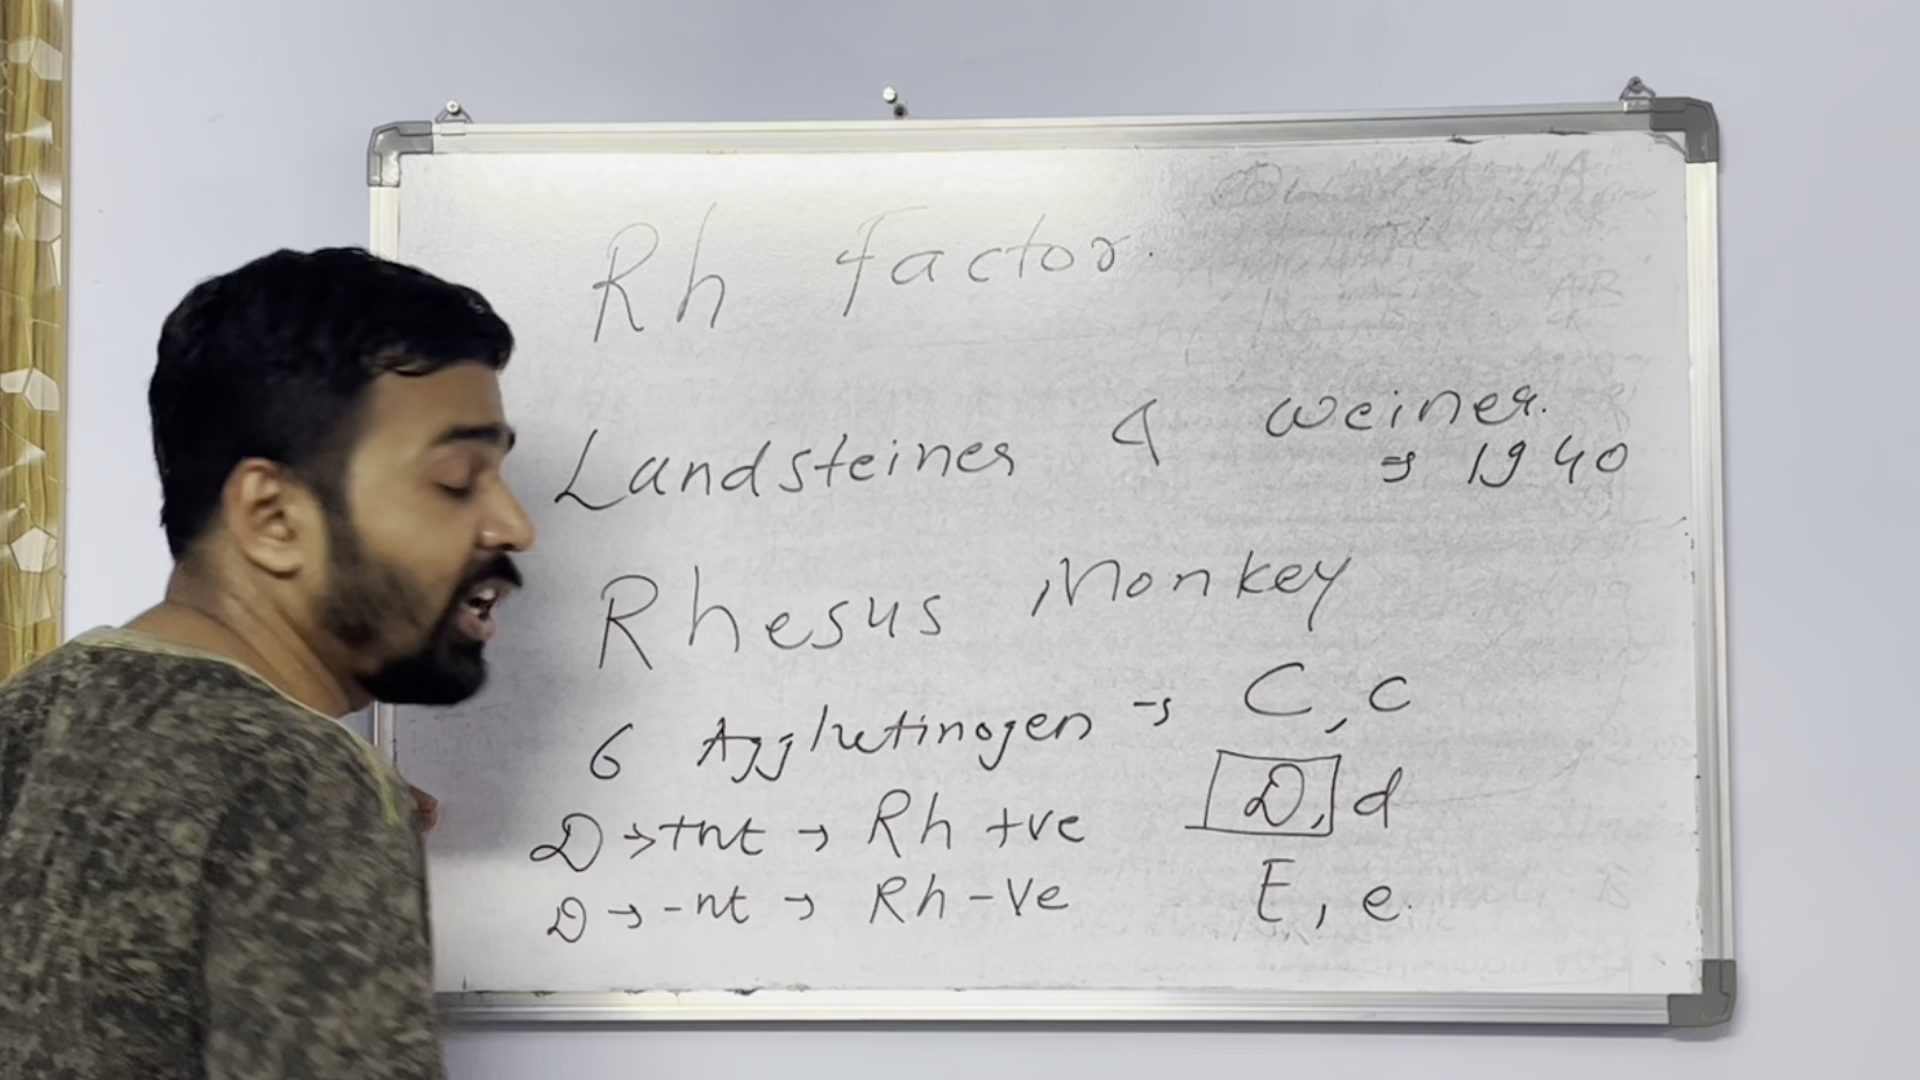 Rh factor.
Landsteiner & Weiner.
→ 1940
Rhesus Monkey
6 Agglutinogen → C, c
D, d
E, e.
D → +nt → Rh +ve
D → -nt → Rh -ve